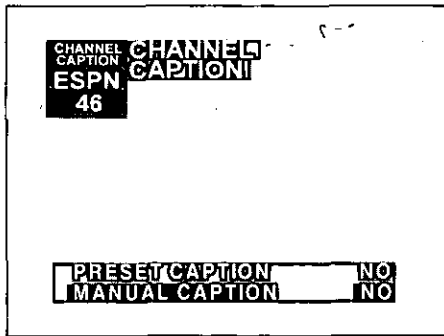 CHANNEL
CAPTION
ESPN
46
CHANNEL
CAPTION
PRESET CAPTION NO
MANUAL CAPTION NO